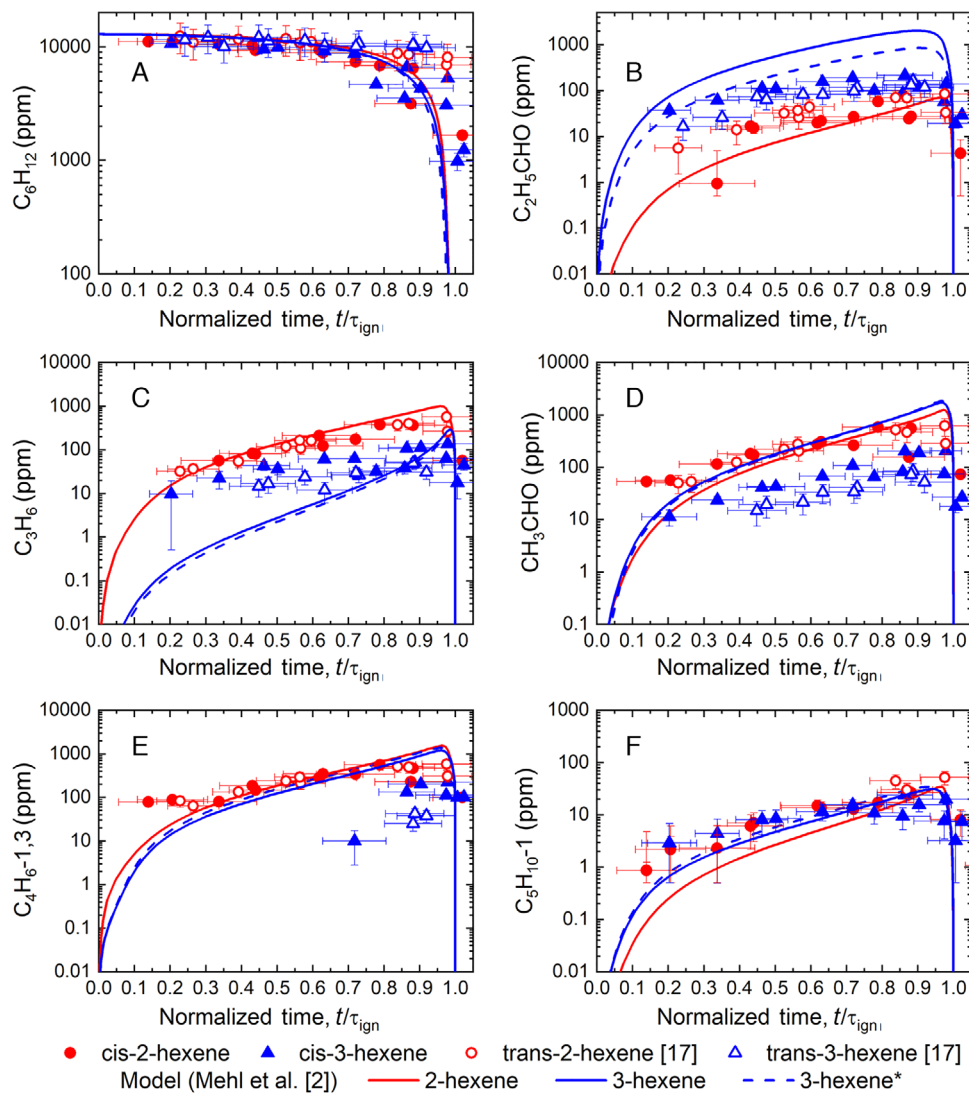 A
10000
1000
100
C₆H₁₂ (ppm)
0.0 0.1 0.2 0.3 0.4 0.5 0.6 0.7 0.8 0.9 1.0
Normalized time, t/τign
B
1000
100
10
1
0.1
0.01
C₂H₅CHO (ppm)
0.0 0.1 0.2 0.3 0.4 0.5 0.6 0.7 0.8 0.9 1.0
Normalized time, t/τign
C
10000
1000
100
10
1
0.1
0.01
C₃H₆ (ppm)
0.0 0.1 0.2 0.3 0.4 0.5 0.6 0.7 0.8 0.9 1.0
Normalized time, t/τign
D
10000
1000
100
10
1
0.1
CH₃CHO (ppm)
0.0 0.1 0.2 0.3 0.4 0.5 0.6 0.7 0.8 0.9 1.0
Normalized time, t/τign
E
10000
1000
100
10
1
0.1
0.01
C₄H₆-1,3 (ppm)
0.0 0.1 0.2 0.3 0.4 0.5 0.6 0.7 0.8 0.9 1.0
Normalized time, t/τign
F
1000
100
10
1
0.1
0.01
C₅H₁₀-1 (ppm)
0.0 0.1 0.2 0.3 0.4 0.5 0.6 0.7 0.8 0.9 1.0
Normalized time, t/τign
cis-2-hexene cis-3-hexene trans-2-hexene [17] trans-3-hexene [17]
Model (Mehl et al. [2]) 2-hexene 3-hexene 3-hexene*